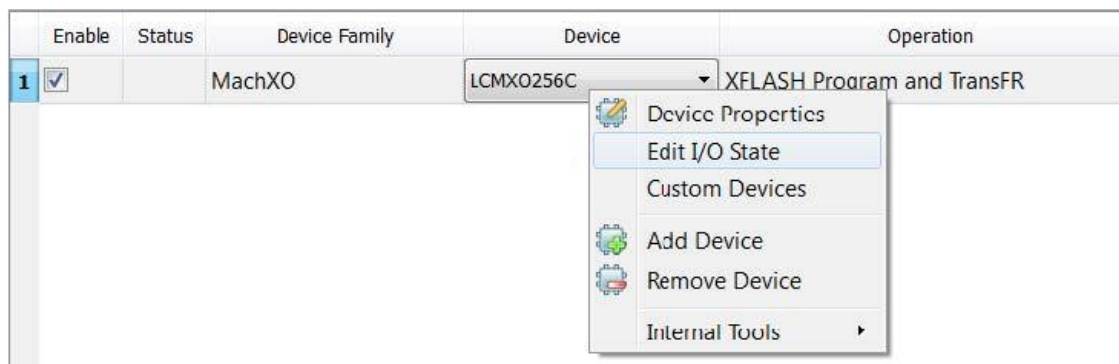 Enable Status Device Family Device Operation
1 MachXO LCMXO256C XFLASH Program and TransFR
Device Properties
Edit I/O State
Custom Devices
Add Device
Remove Device
Internal Tools